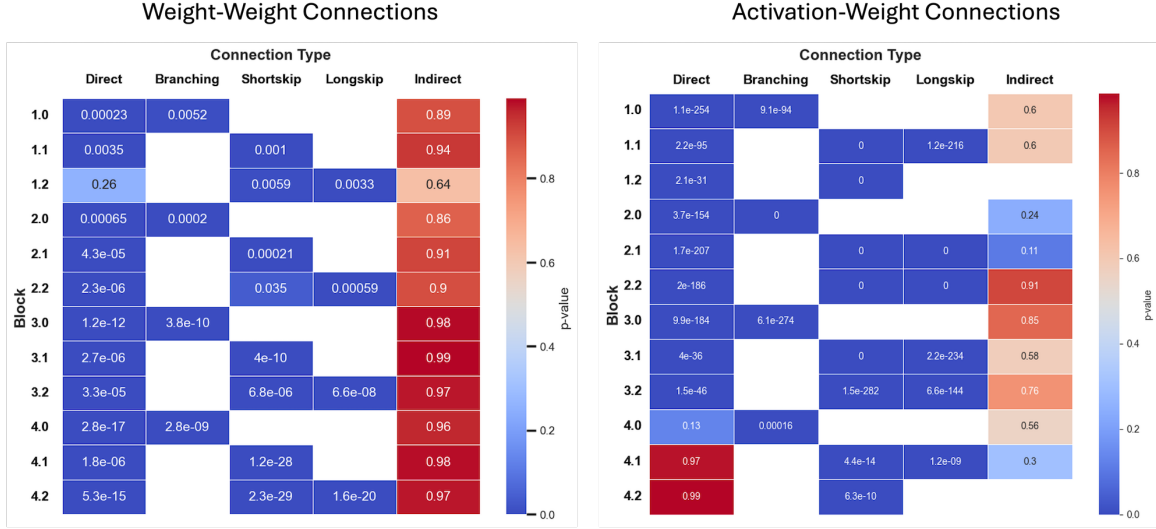 Weight-Weight Connections
Connection Type
Direct Branching Shortskip Longskip Indirect
1.0 0.00023 0.0052 0.89
1.1 0.0035 0.001 0.94
1.2 0.26 0.0059 0.0033 0.64
2.0 0.00065 0.0002 0.86
2.1 4.3e-05 0.00021 0.91
2.2 2.3e-06 0.035 0.00059 0.9
3.0 1.2e-12 3.8e-10 0.98
3.1 2.7e-06 4e-10 0.99
3.2 3.3e-05 6.8e-06 6.6e-08 0.97
4.0 2.8e-17 2.8e-09 0.96
4.1 1.8e-06 1.2e-28 0.98
4.2 5.3e-15 2.3e-29 1.6e-20 0.97
Block
0.8
0.6
0.4
0.2
0.0
p-value
Activation-Weight Connections
Connection Type
Direct Branching Shortskip Longskip Indirect
1.0 1.1e-254 9.1e-94 0.6
1.1 2.2e-95 0 1.2e-216 0.6
1.2 2.1e-31 0
2.0 3.7e-154 0 0.24
2.1 1.7e-207 0 0 0.11
2.2 2e-186 0 0 0.91
3.0 9.9e-184 6.1e-274 0.85
3.1 4e-36 0 2.2e-234 0.58
3.2 1.5e-46 1.5e-282 6.6e-144 0.76
4.0 0.13 0.00016 0.56
4.1 0.97 4.4e-14 1.2e-09 0.3
4.2 0.99 6.3e-10
Block
0.8
0.6
0.4
0.2
0.0
p-value